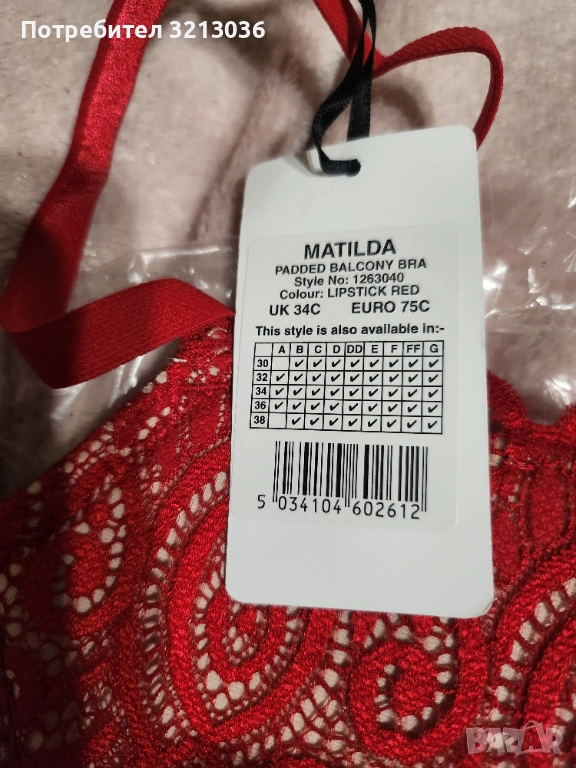 Потребител 3213036
MATILDA
PADDED BALCONY BRA
Style No: 1263040
Colour: LIPSTICK RED
UK 34C EURO 75C
This style is also available in:-
A B C D DD E F FF G
30 ✓ ✓ ✓ ✓ ✓ ✓ ✓ ✓
32 ✓ ✓ ✓ ✓ ✓ ✓ ✓ ✓ ✓
34 ✓ ✓ ✓ ✓ ✓ ✓ ✓ ✓ ✓
36 ✓ ✓ ✓ ✓ ✓ ✓ ✓ ✓ ✓
38 ✓ ✓ ✓ ✓ ✓ ✓ ✓ ✓
5 034104 602612
BAZAR